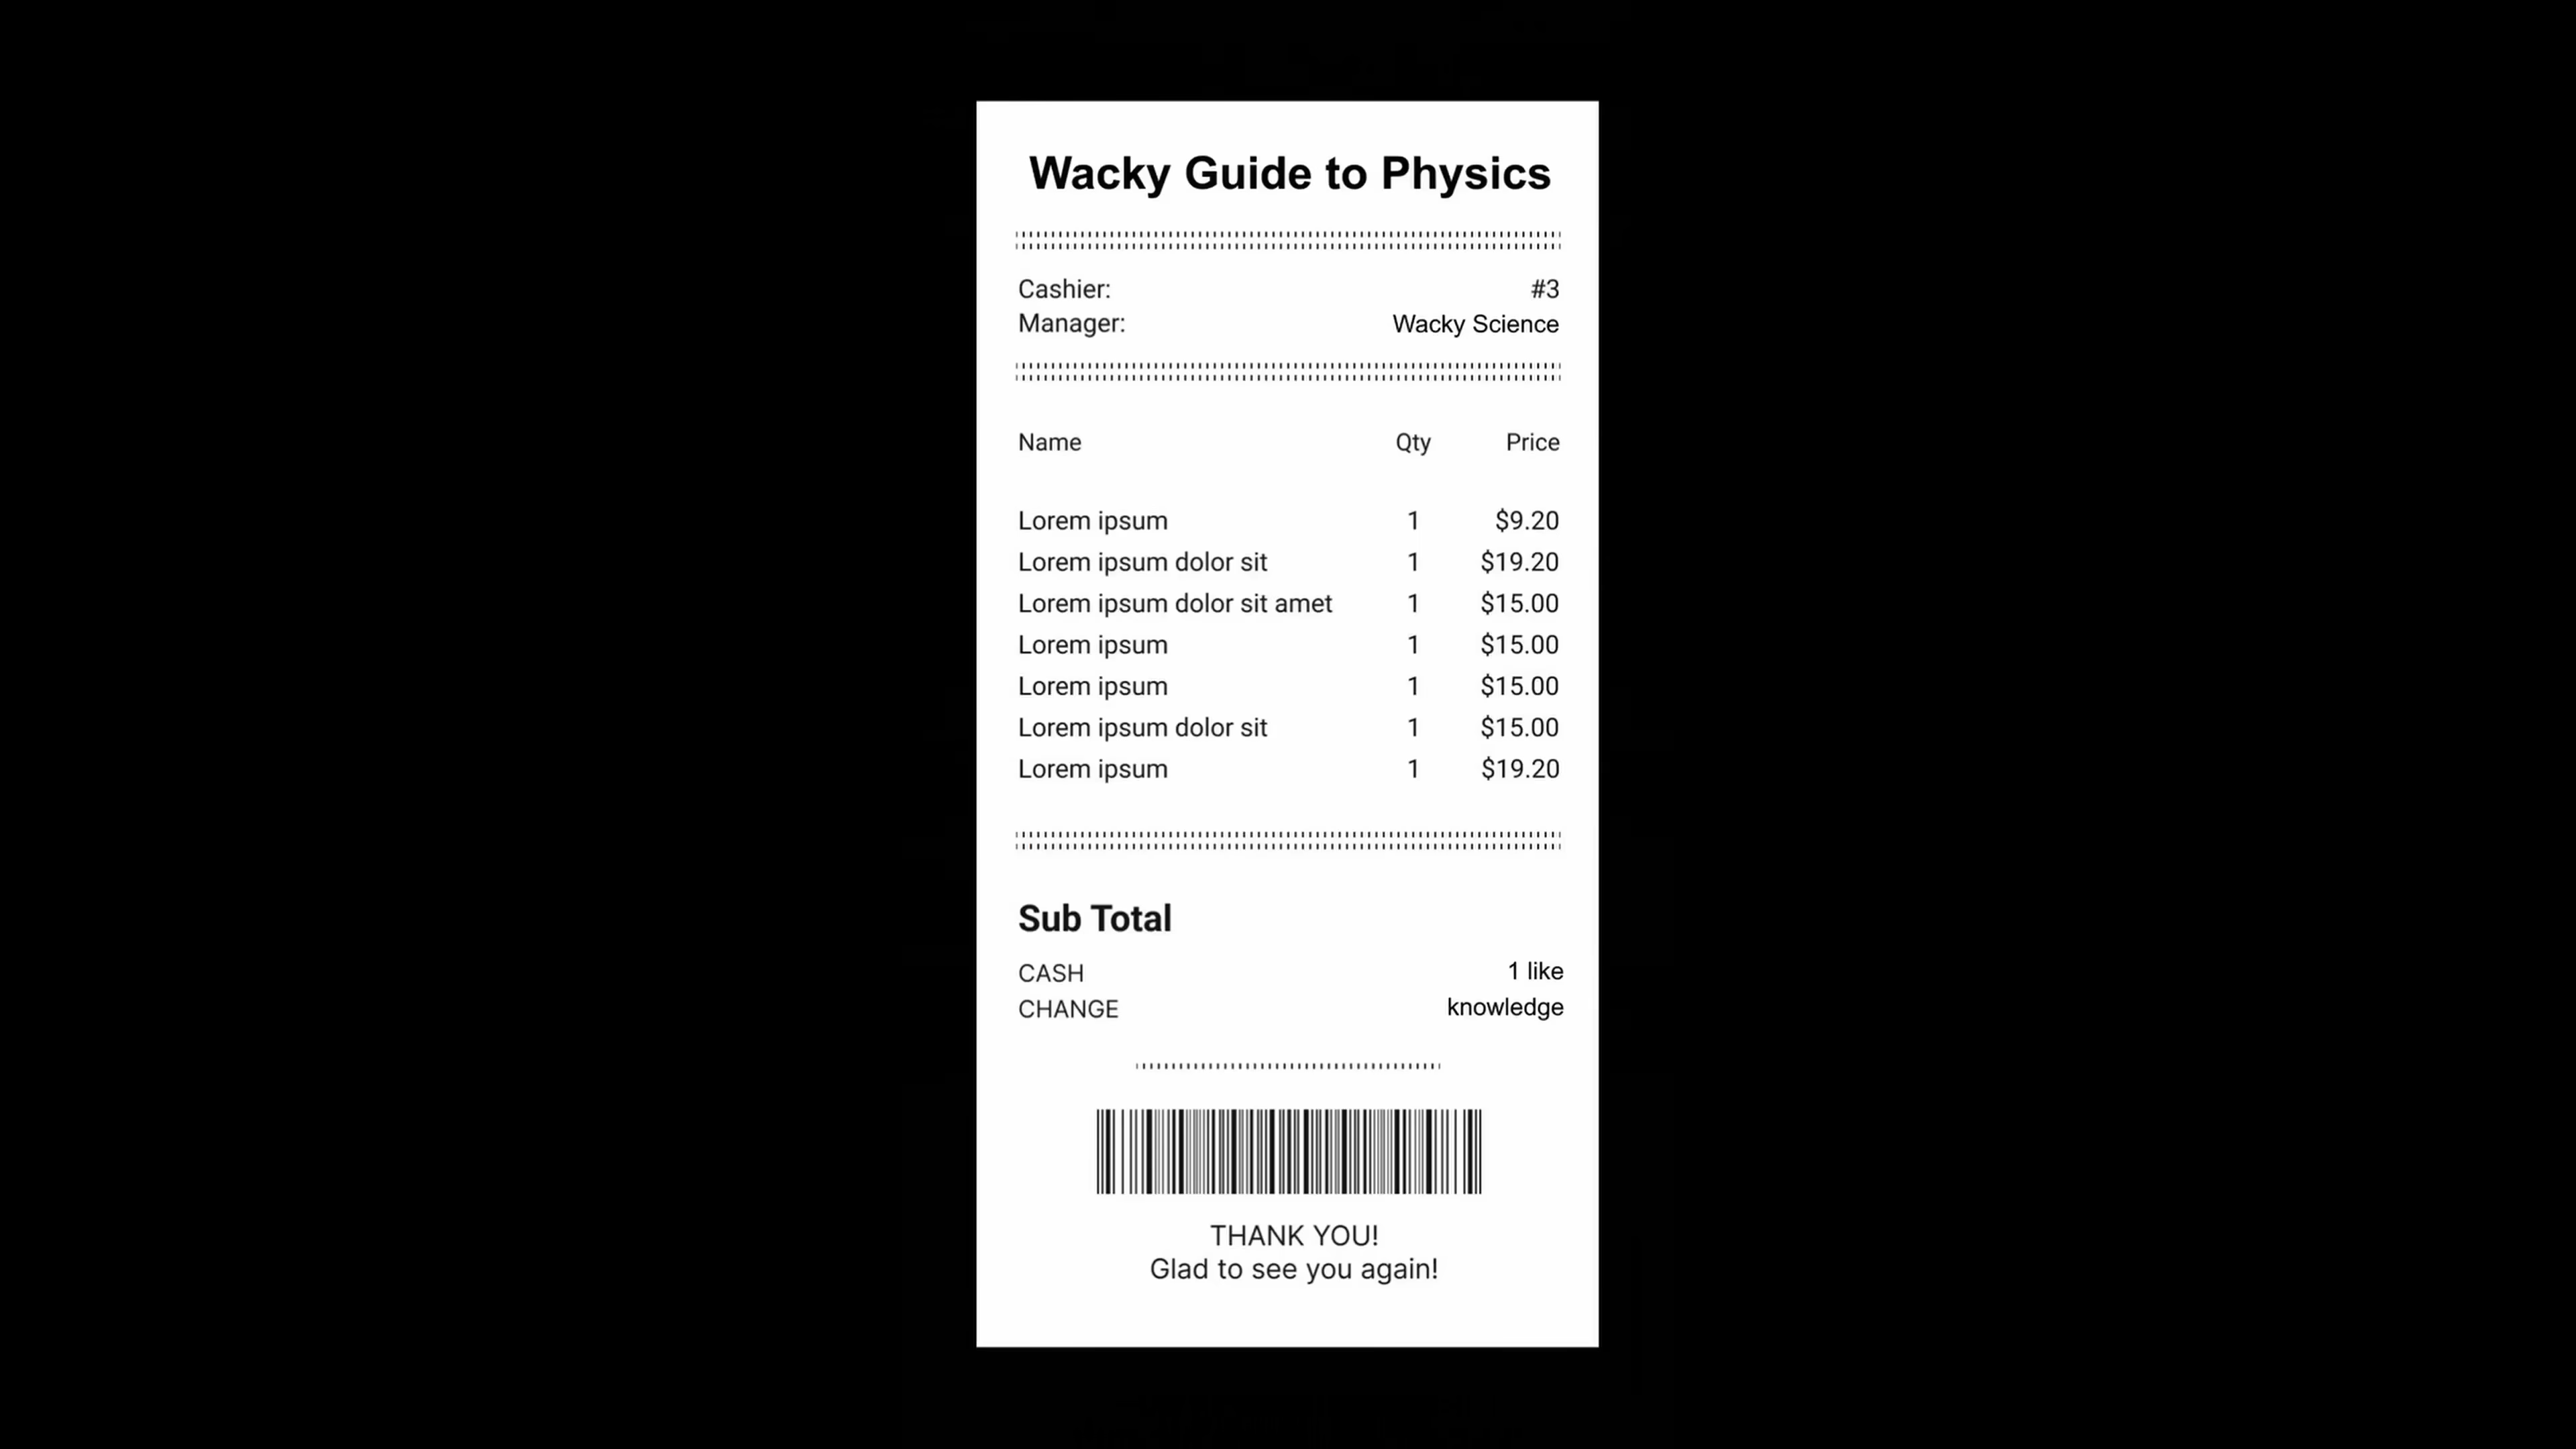 Wacky Guide to Physics
Cashier: #3
Manager: Wacky Science
Name Qty Price
Lorem ipsum 1 $9.20
Lorem ipsum dolor sit 1 $19.20
Lorem ipsum dolor sit amet 1 $15.00
Lorem ipsum 1 $15.00
Lorem ipsum 1 $15.00
Lorem ipsum dolor sit 1 $15.00
Lorem ipsum 1 $19.20
Sub Total
CASH 1 like
CHANGE knowledge
THANK YOU!
Glad to see you again!